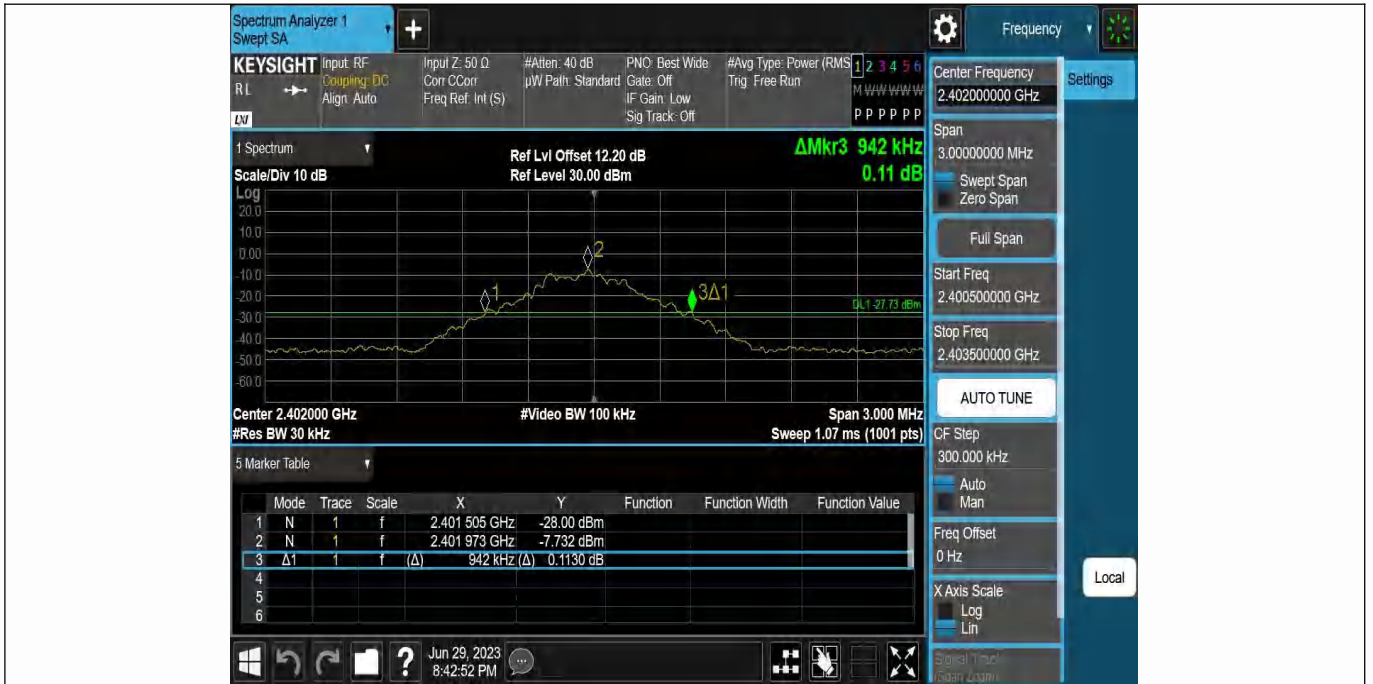 Spectrum Analyzer 1
Swept SA
+
Frequency
KEYSIGHT
RL
LXI
Input: RF
Coupling: DC
Align: Auto
Input Z: 50 Ω
Corr CCorr
Freq Ref: Int (S)
#Atten: 40 dB
µW Path: Standard
PNO: Best Wide
Gate: Off
IF Gain: Low
Sig Track: Off
#Avg Type: Power (RMS
Trig: Free Run
1 2 3 4 5 6
M W W W W W
P P P P P P
1 Spectrum
Scale/Div 10 dB
Ref Lvl Offset 12.20 dB
Ref Level 30.00 dBm
ΔMkr3 942 kHz
0.11 dB
Log
20.0
10.0
0.00
-10.0
-20.0
-30.0
-40.0
-50.0
-60.0
1
2
3Δ1
DL1 -27.73 dBm
Center 2.402000 GHz
#Video BW 100 kHz
Span 3.000 MHz
#Res BW 30 kHz
Sweep 1.07 ms (1001 pts)
5 Marker Table
Mode Trace Scale X Y Function Function Width Function Value
1 N 1 f 2.401 505 GHz -28.00 dBm
2 N 1 f 2.401 973 GHz -7.732 dBm
3 Δ1 1 f (Δ) 942 kHz (Δ) 0.1130 dB
4
5
6
Center Frequency
2.402000000 GHz
Settings
Span
3.00000000 MHz
Swept Span
Zero Span
Full Span
Start Freq
2.400500000 GHz
Stop Freq
2.403500000 GHz
AUTO TUNE
CF Step
300.000 kHz
Auto
Man
Freq Offset
0 Hz
X Axis Scale
Log
Lin
Signal Track
(Span Zoom)
Local
?
Jun 29, 2023
8:42:52 PM